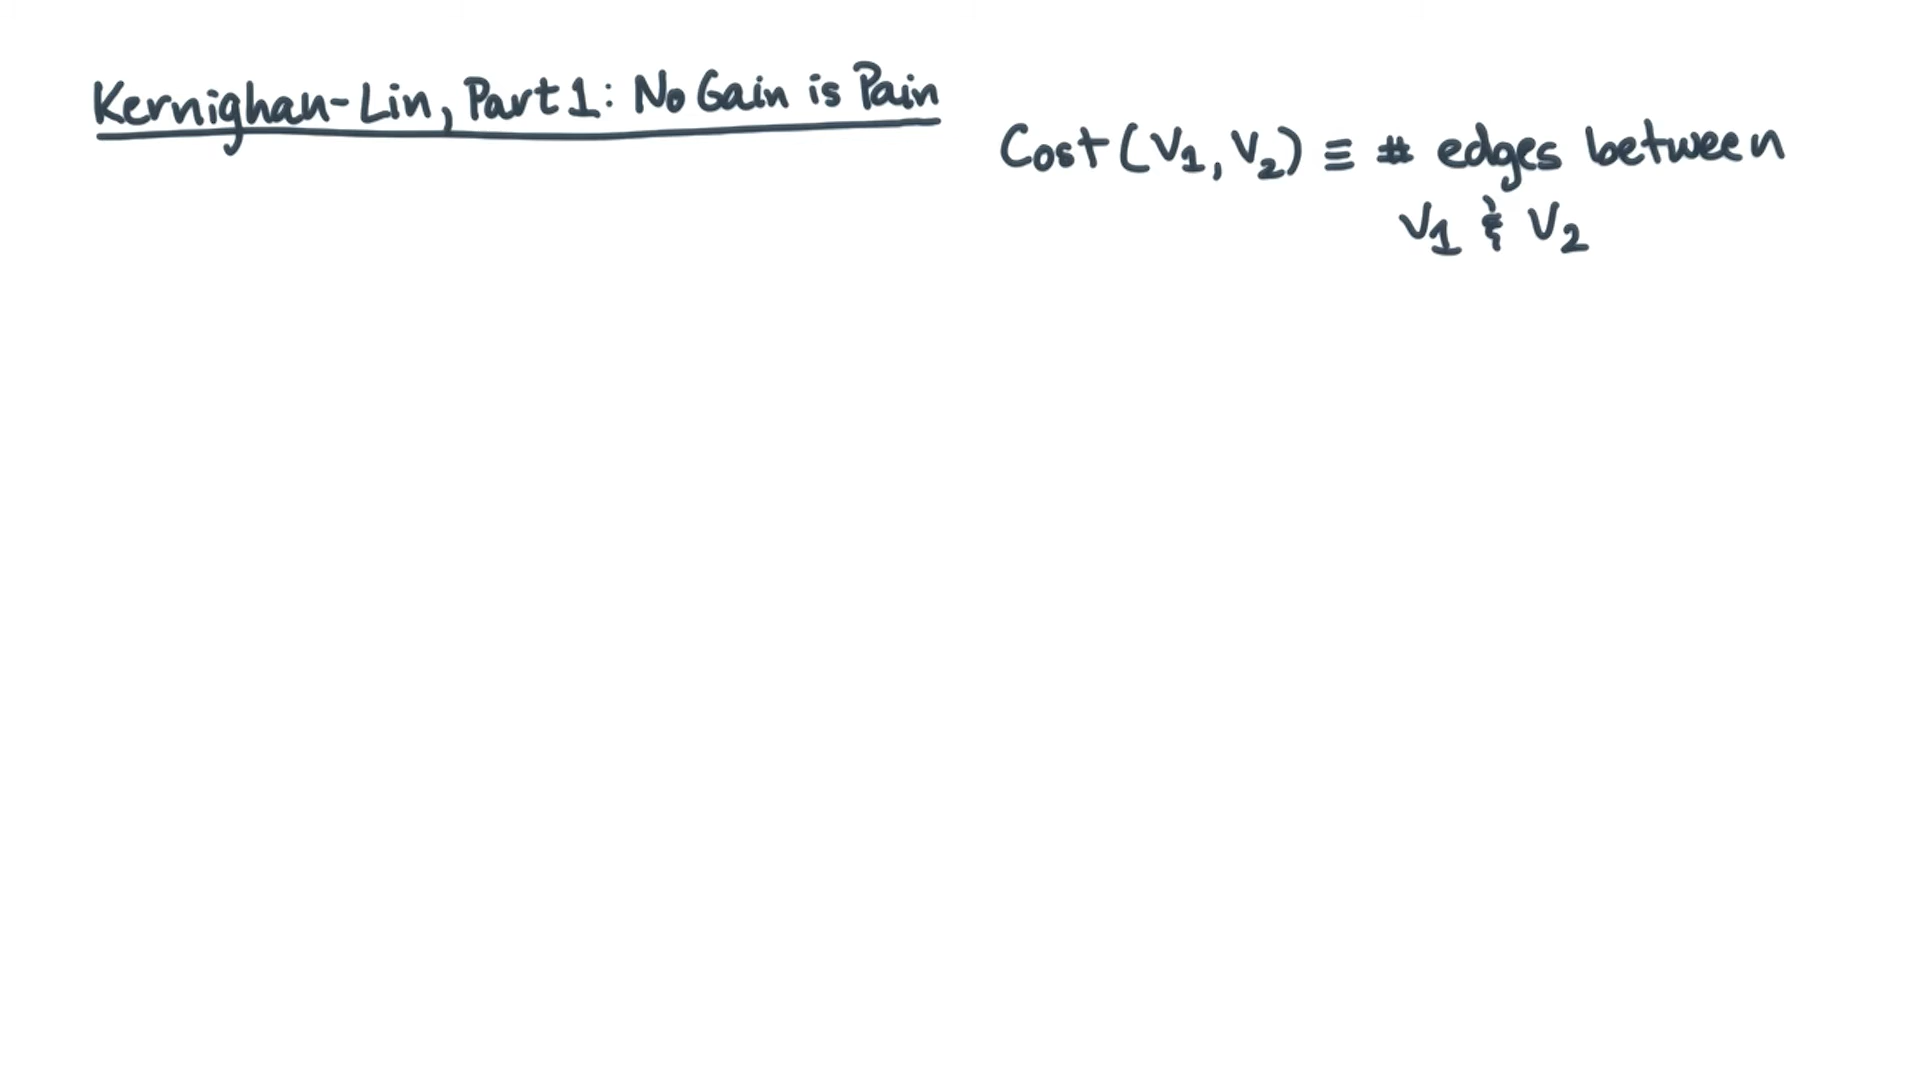 Kernighan-Lin, Part 1: No Gain is Pain
Cost(V₁, V₂) ≡ # edges between
V₁ & V₂